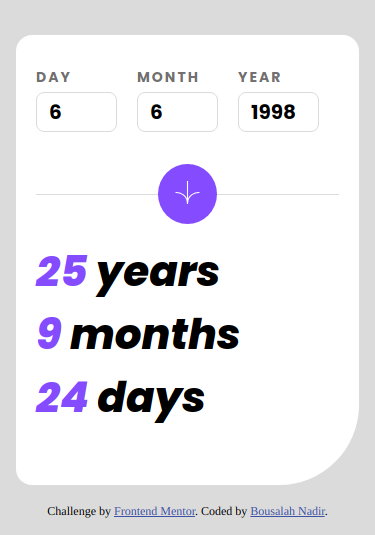 DAY MONTH YEAR
6 6 1998
25 years
9 months
24 days
Challenge by Frontend Mentor. Coded by Bousalah Nadir.